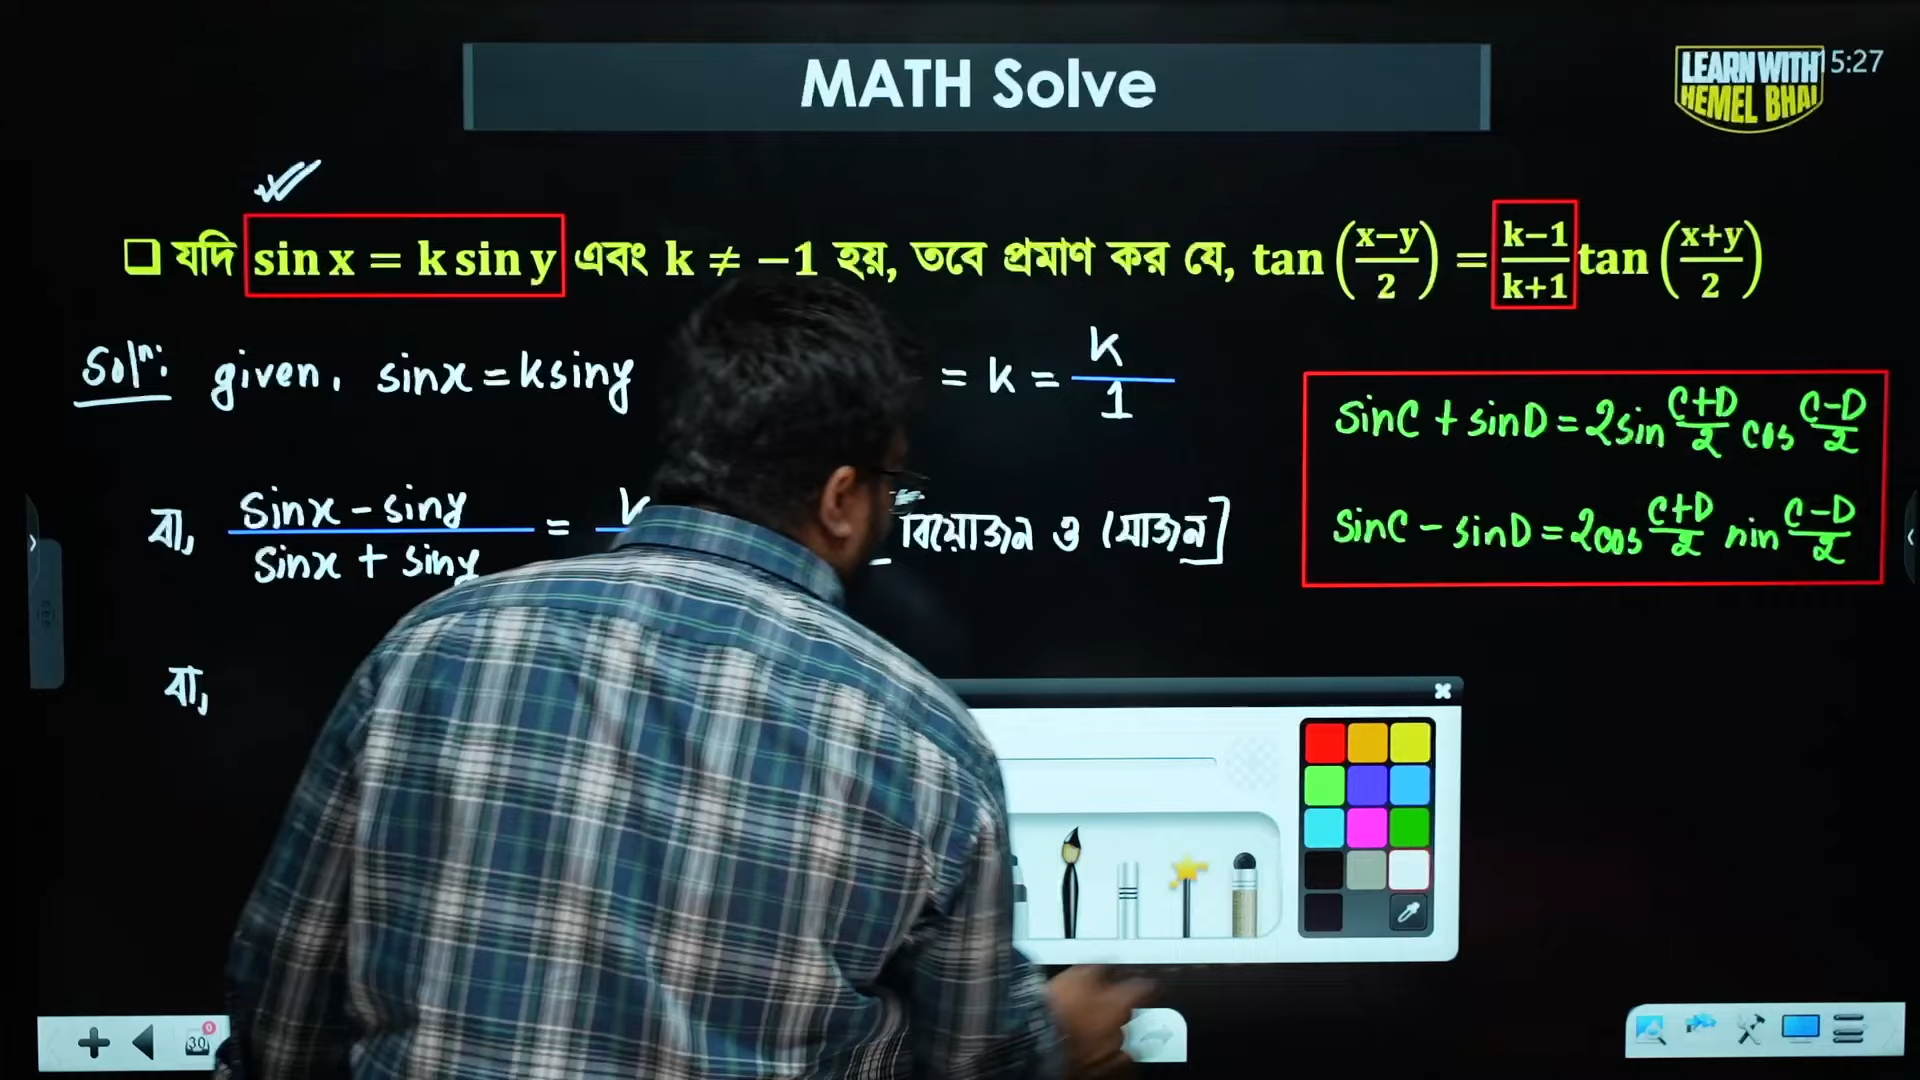 MATH Solve
LEARN WITH
HEMEL BHAI
5:27
❑ যদি sin x = k sin y এবং k ≠ −1 হয়, তবে প্রমাণ কর যে, tan (x−y/2) = k−1/k+1 tan (x+y/2)
Solⁿ: given, sinx = ksiny
= k = k/1
sinC + sinD = 2sin C+D/2 cos C−D/2
বা, sinx − siny / sinx + siny =
বিয়োজন ও যোজন]
sinC − sinD = 2cos C+D/2 sin C−D/2
বা,
30
0